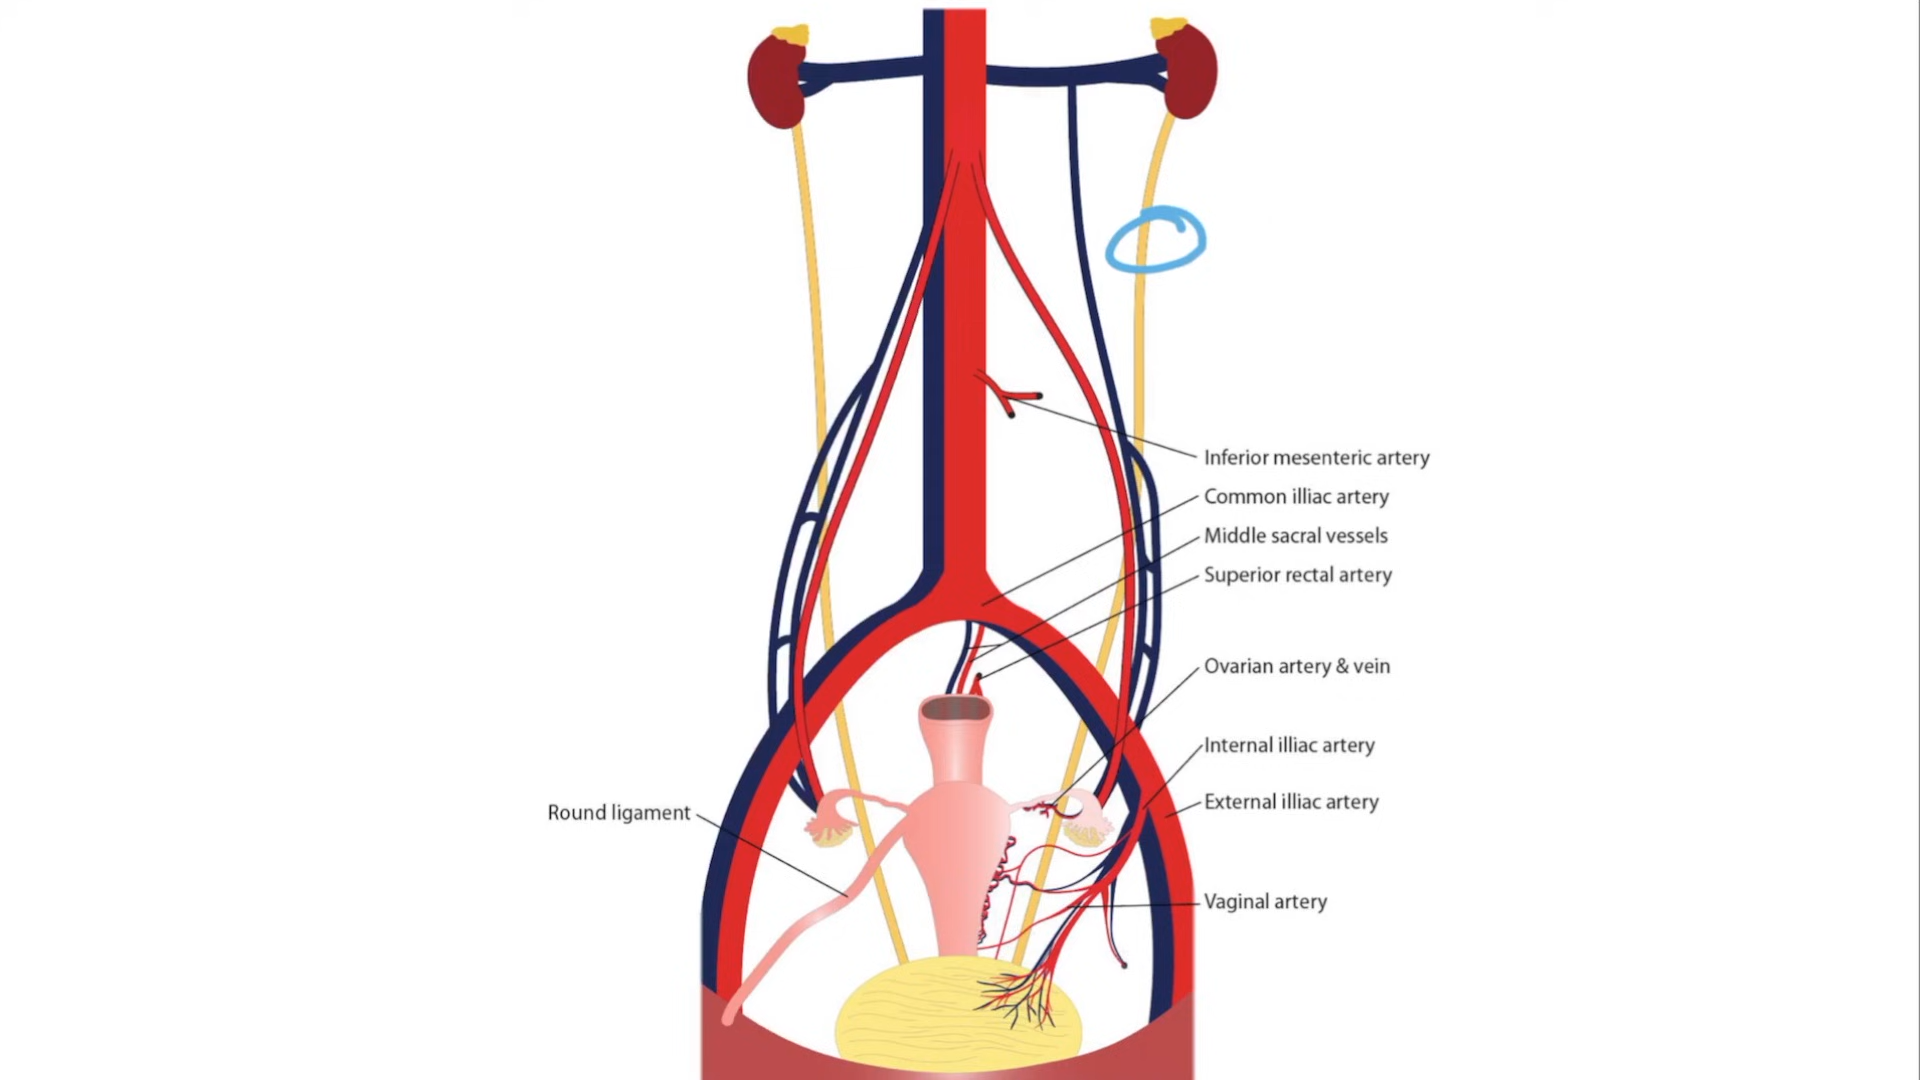 Inferior mesenteric artery
Common illiac artery
Middle sacral vessels
Superior rectal artery
Ovarian artery & vein
Internal illiac artery
External illiac artery
Round ligament
Vaginal artery